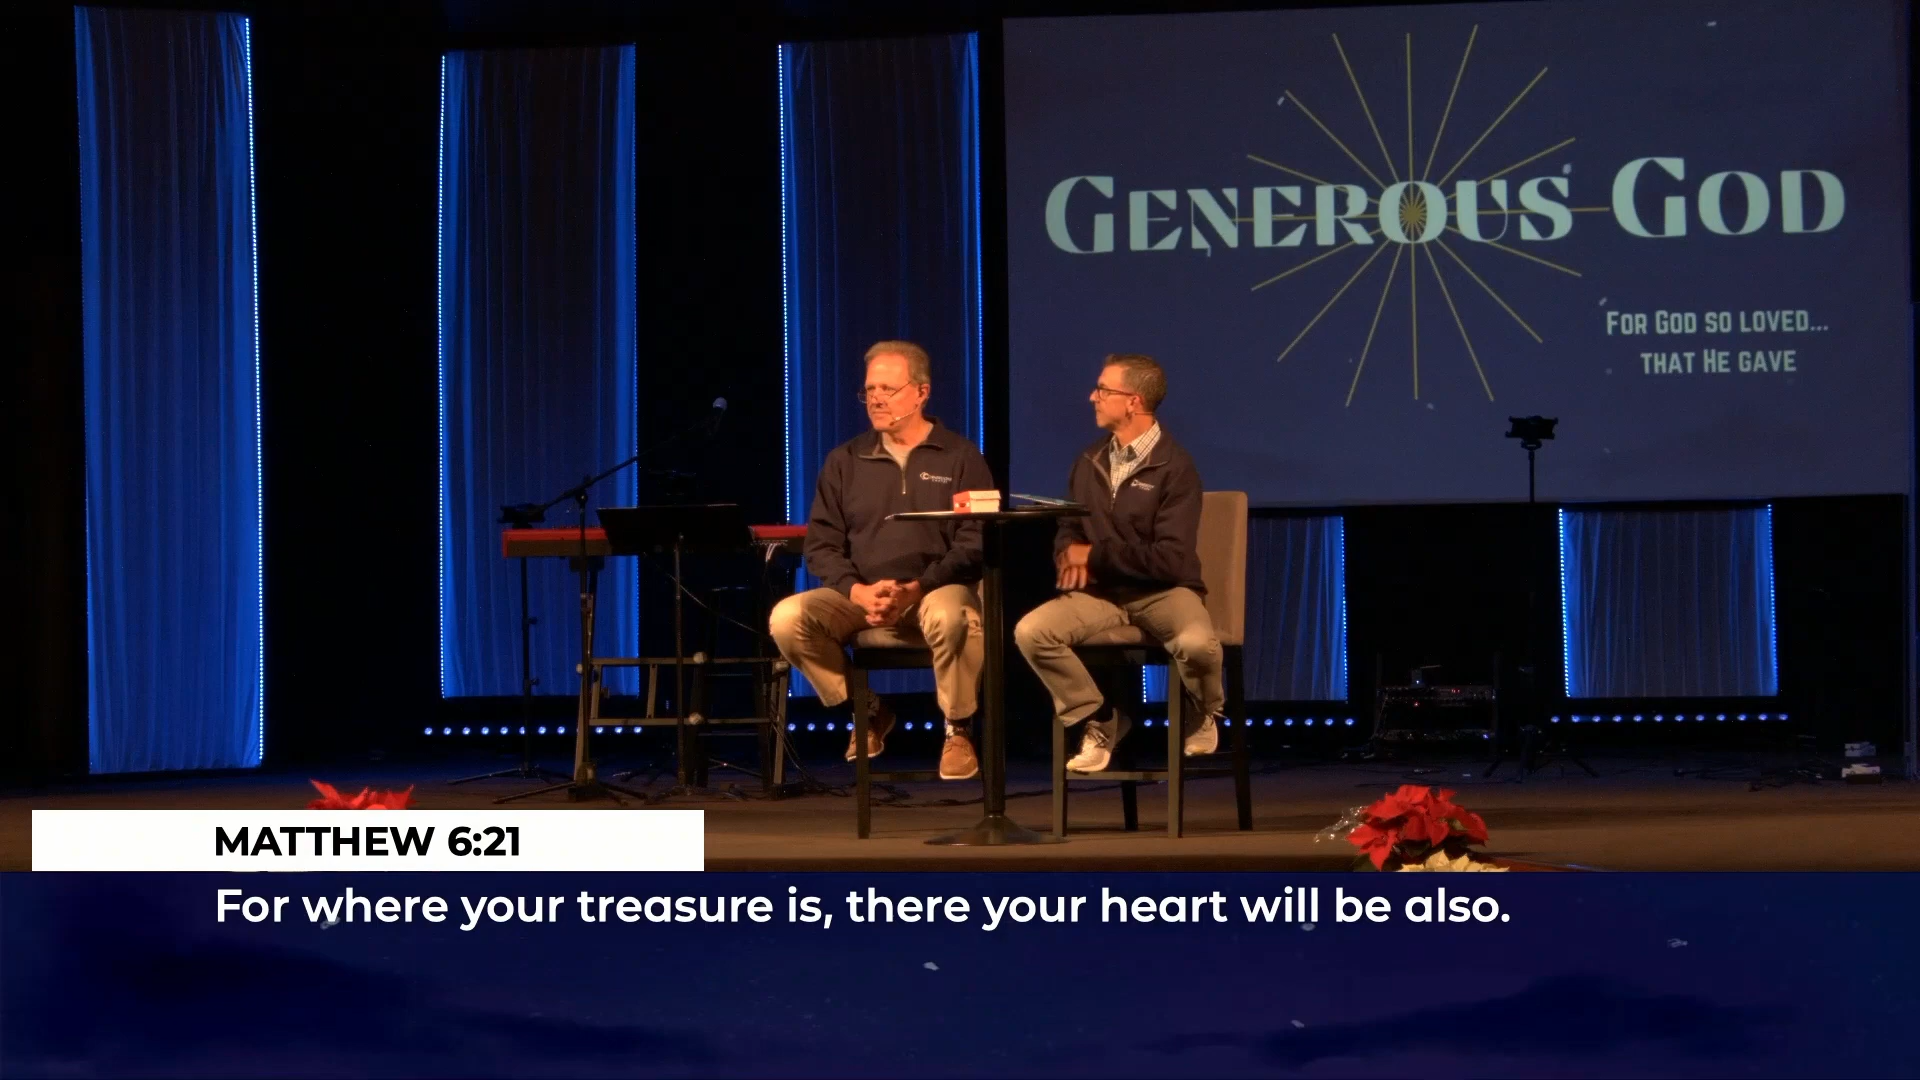 GENEROUS GOD
FOR GOD SO LOVED...
THAT HE GAVE
MATTHEW 6:21
For where your treasure is, there your heart will be also.